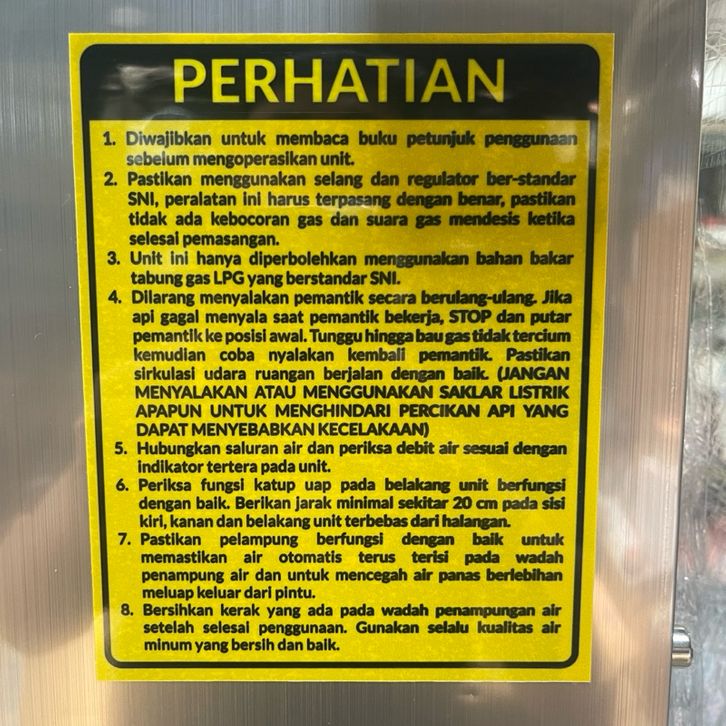 PERHATIAN
1. Diwajibkan untuk membaca buku petunjuk penggunaan
sebelum mengoperasikan unit.
2. Pastikan menggunakan selang dan regulator ber-standar
SNI, peralatan ini harus terpasang dengan benar, pastikan
tidak ada kebocoran gas dan suara gas mendesis ketika
selesai pemasangan.
3. Unit ini hanya diperbolehkan menggunakan bahan bakar
tabung gas LPG yang berstandar SNI.
4. Dilarang menyalakan pemantik secara berulang-ulang. Jika
api gagal menyala saat pemantik bekerja, STOP dan putar
pemantik ke posisi awal. Tunggu hingga bau gas tidak tercium
kemudian coba nyalakan kembali pemantik. Pastikan
sirkulasi udara ruangan berjalan dengan baik. (JANGAN
MENYALAKAN ATAU MENGGUNAKAN SAKLAR LISTRIK
APAPUN UNTUK MENGHINDARI PERCIKAN API YANG
DAPAT MENYEBABKAN KECELAKAAN)
5. Hubungkan saluran air dan periksa debit air sesuai dengan
indikator tertera pada unit.
6. Periksa fungsi katup uap pada belakang unit berfungsi
dengan baik. Berikan jarak minimal sekitar 20 cm pada sisi
kiri, kanan dan belakang unit terbebas dari halangan.
7. Pastikan pelampung berfungsi dengan baik untuk
memastikan air otomatis terus terisi pada wadah
penampung air dan untuk mencegah air panas berlebihan
meluap keluar dari pintu.
8. Bersihkan kerak yang ada pada wadah penampungan air
setelah selesai penggunaan. Gunakan selalu kualitas air
minum yang bersih dan baik.